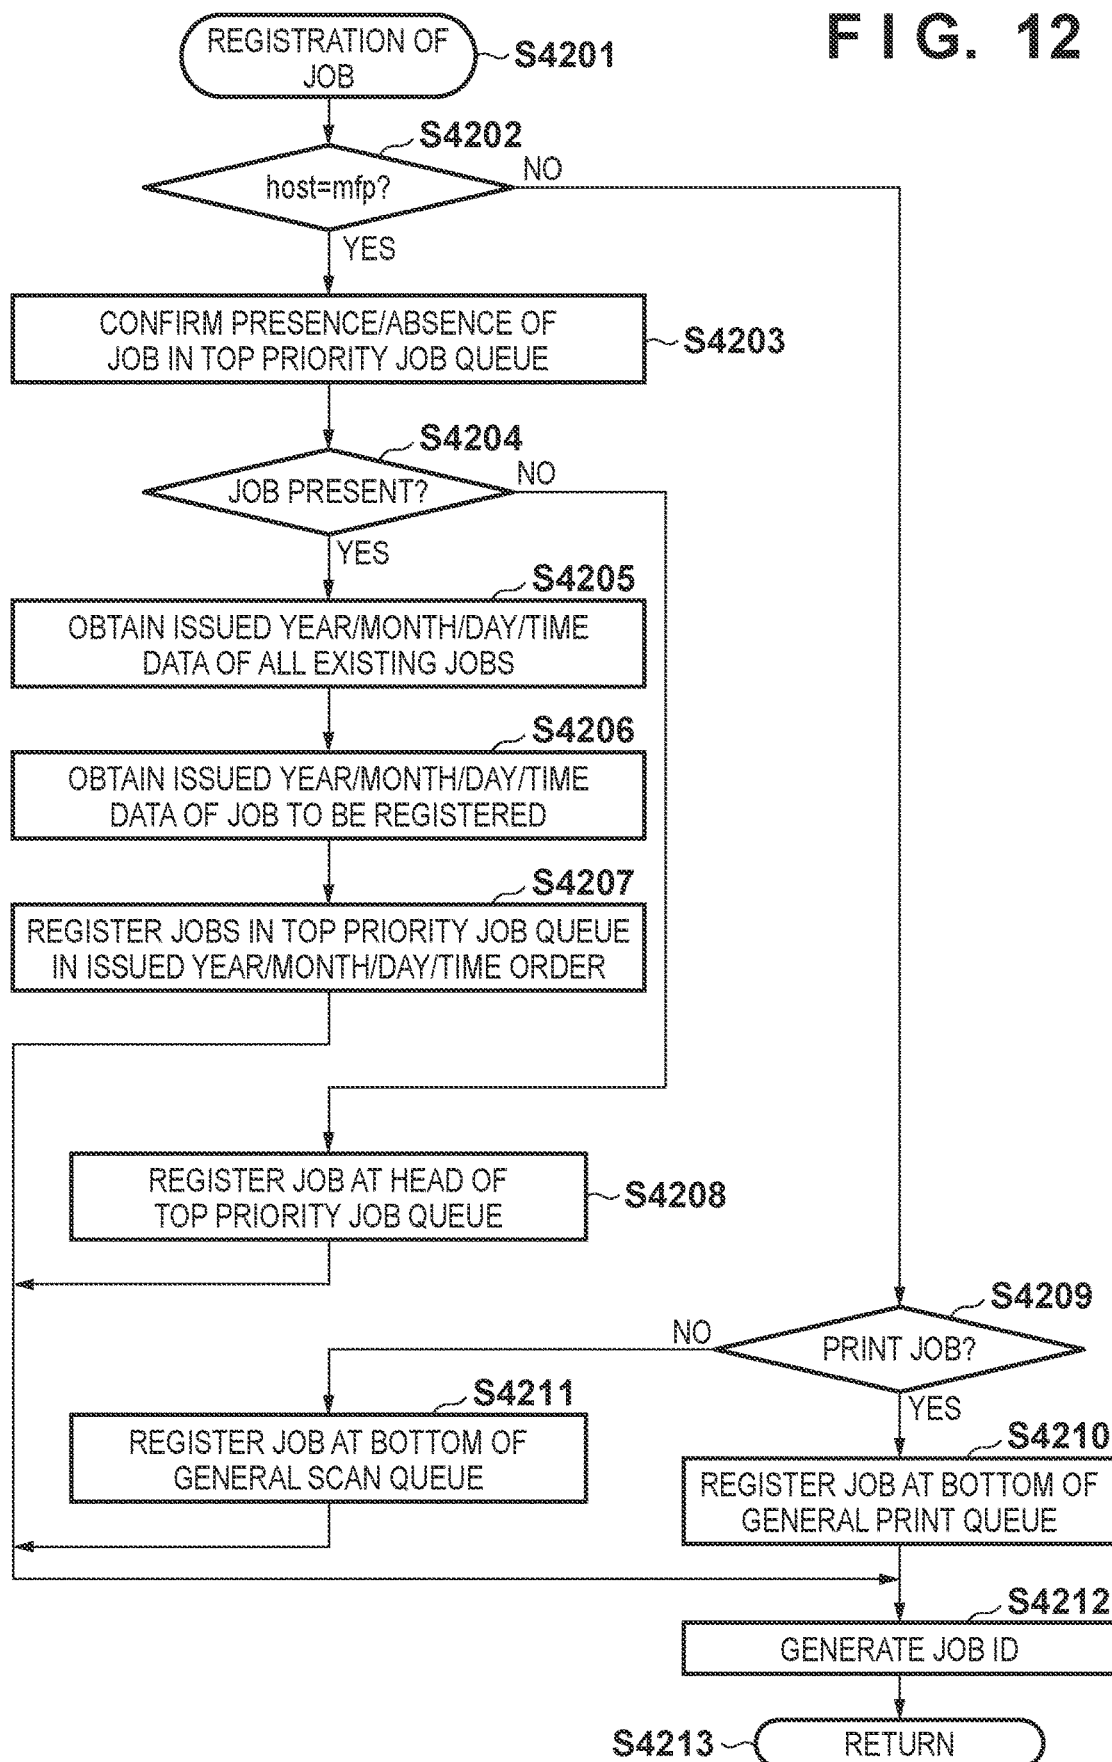 FIG. 12
REGISTRATION OF
JOB
S4201
S4202
host=mfp?
NO
YES
CONFIRM PRESENCE/ABSENCE OF
JOB IN TOP PRIORITY JOB QUEUE
S4203
S4204
JOB PRESENT?
NO
YES
S4205
OBTAIN ISSUED YEAR/MONTH/DAY/TIME
DATA OF ALL EXISTING JOBS
S4206
OBTAIN ISSUED YEAR/MONTH/DAY/TIME
DATA OF JOB TO BE REGISTERED
S4207
REGISTER JOBS IN TOP PRIORITY JOB QUEUE
IN ISSUED YEAR/MONTH/DAY/TIME ORDER
REGISTER JOB AT HEAD OF
TOP PRIORITY JOB QUEUE
S4208
S4209
PRINT JOB?
NO
YES
S4211
REGISTER JOB AT BOTTOM OF
GENERAL SCAN QUEUE
S4210
REGISTER JOB AT BOTTOM OF
GENERAL PRINT QUEUE
S4212
GENERATE JOB ID
S4213
RETURN